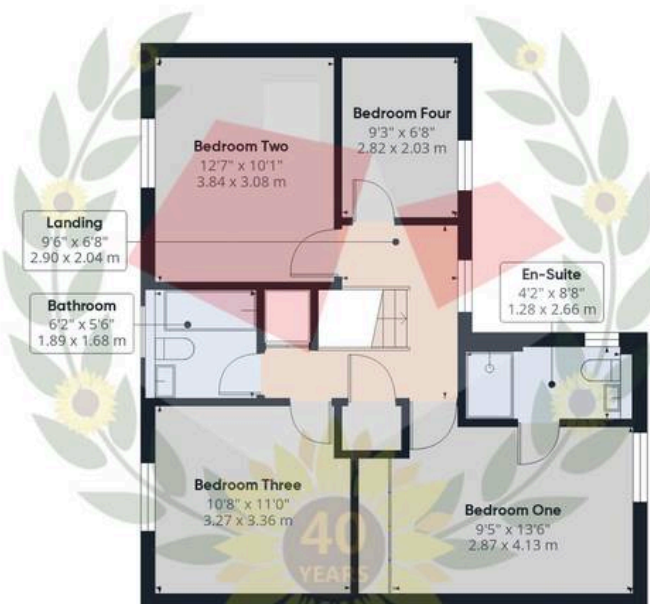 Bedroom Two
12'7" x 10'1"
3.84 x 3.08 m
Bedroom Four
9'3" x 6'8"
2.82 x 2.03 m
Landing
9'6" x 6'8"
2.90 x 2.04 m
En-Suite
4'2" x 8'8"
1.28 x 2.66 m
Bathroom
6'2" x 5'6"
1.89 x 1.68 m
Bedroom Three
10'8" x 11'0"
3.27 x 3.36 m
Bedroom One
9'5" x 13'6"
2.87 x 4.13 m
40
YEARS